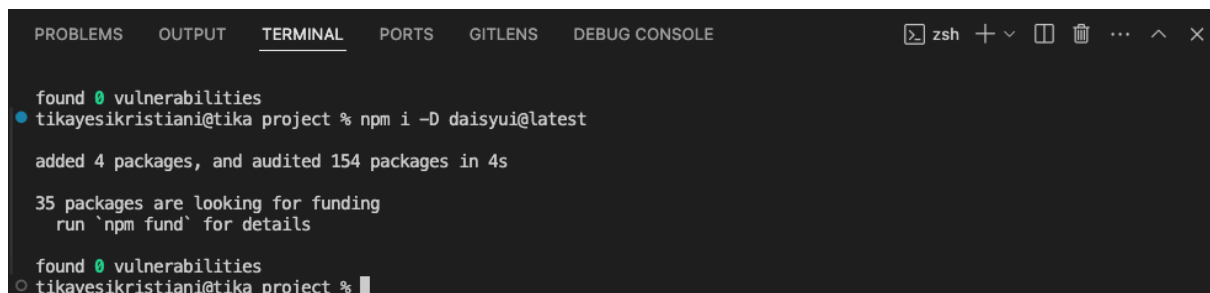 PROBLEMS OUTPUT TERMINAL PORTS GITLENS DEBUG CONSOLE zsh
found 0 vulnerabilities
tikayesikristiani@tika project % npm i -D daisyui@latest
added 4 packages, and audited 154 packages in 4s
35 packages are looking for funding
run `npm fund` for details
found 0 vulnerabilities
tikayesikristiani@tika project %